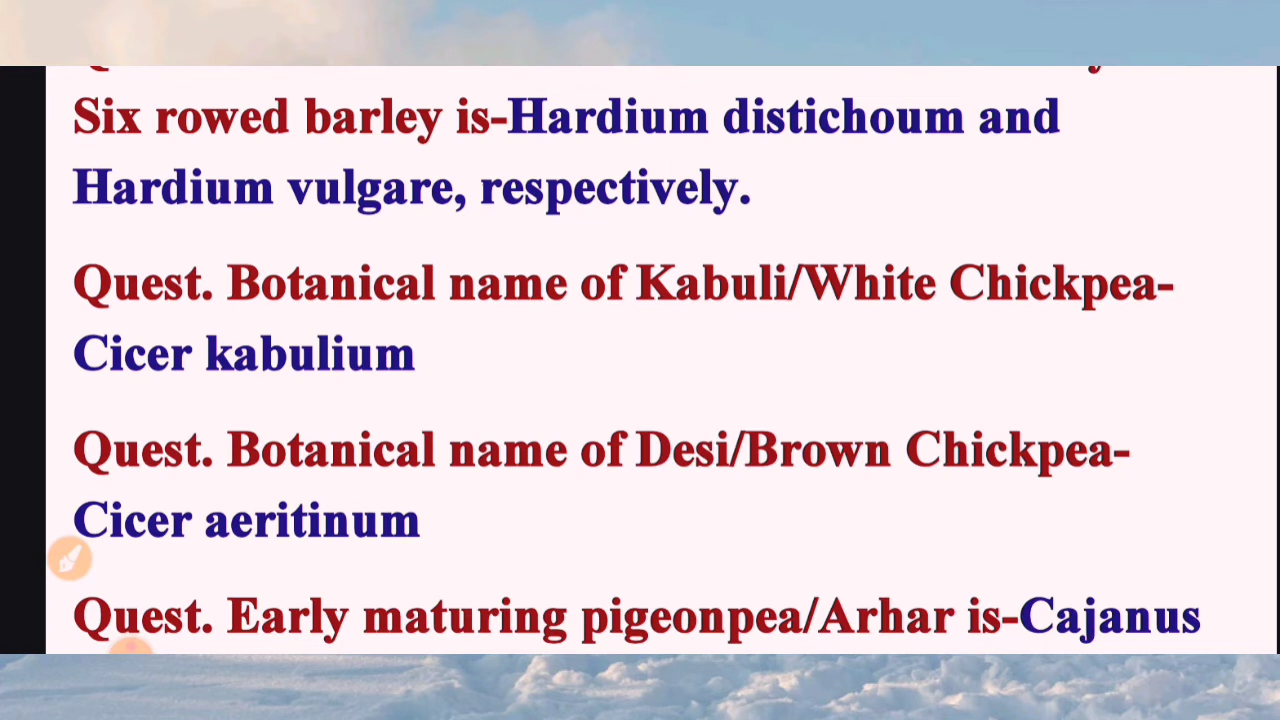 Six rowed barley is-Hardium distichoum and
Hardium vulgare, respectively.
Quest. Botanical name of Kabuli/White Chickpea-
Cicer kabulium
Quest. Botanical name of Desi/Brown Chickpea-
Cicer aeritinum
Quest. Early maturing pigeonpea/Arhar is-Cajanus